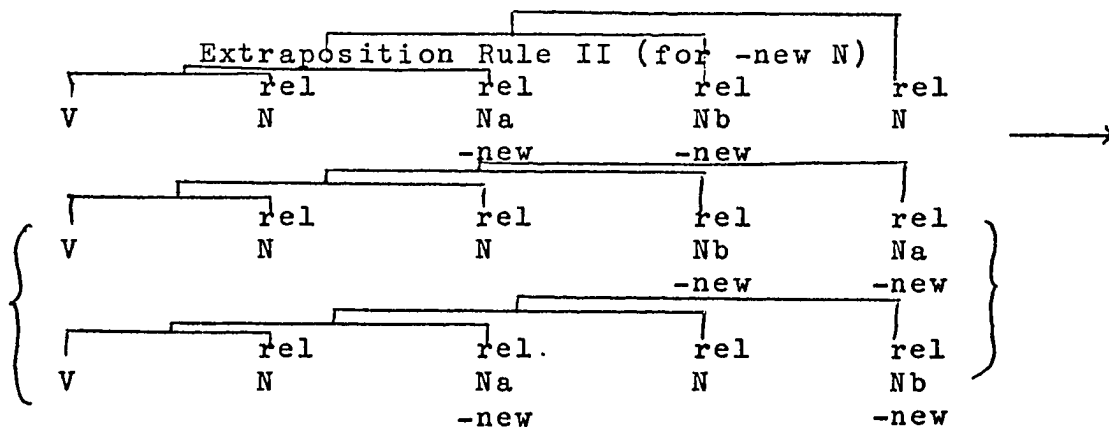 Extraposition Rule II (for -new N)
rel rel rel rel
V N Na Nb N
-new -new
rel rel rel rel
V N N Nb Na
-new -new
rel rel. rel rel
V N Na N Nb
-new -new